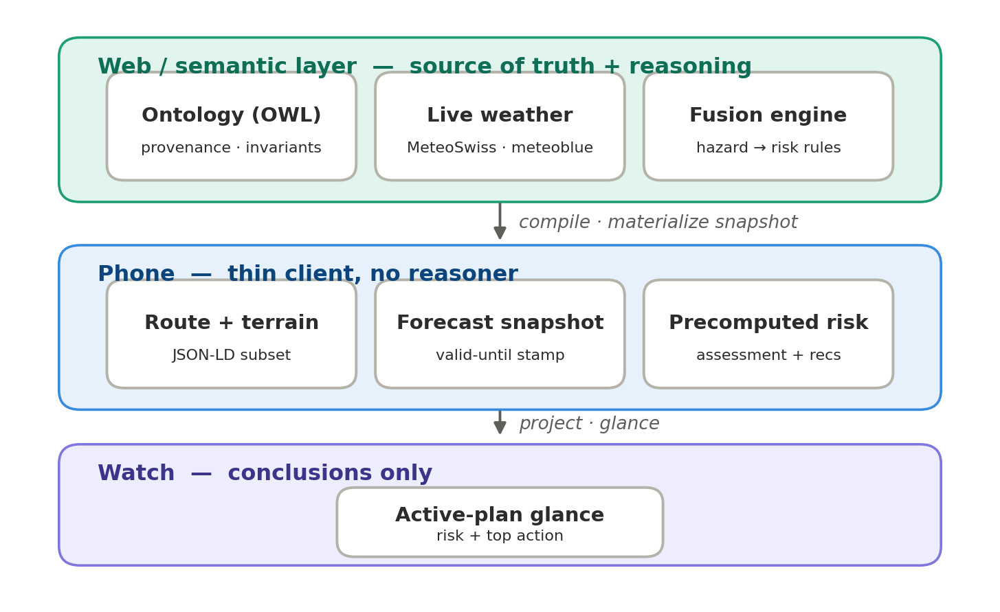 Web / semantic layer — source of truth + reasoning
Ontology (OWL)
provenance · invariants
Live weather
MeteoSwiss · meteoblue
Fusion engine
hazard → risk rules
compile · materialize snapshot
Phone — thin client, no reasoner
Route + terrain
JSON-LD subset
Forecast snapshot
valid-until stamp
Precomputed risk
assessment + recs
project · glance
Watch — conclusions only
Active-plan glance
risk + top action